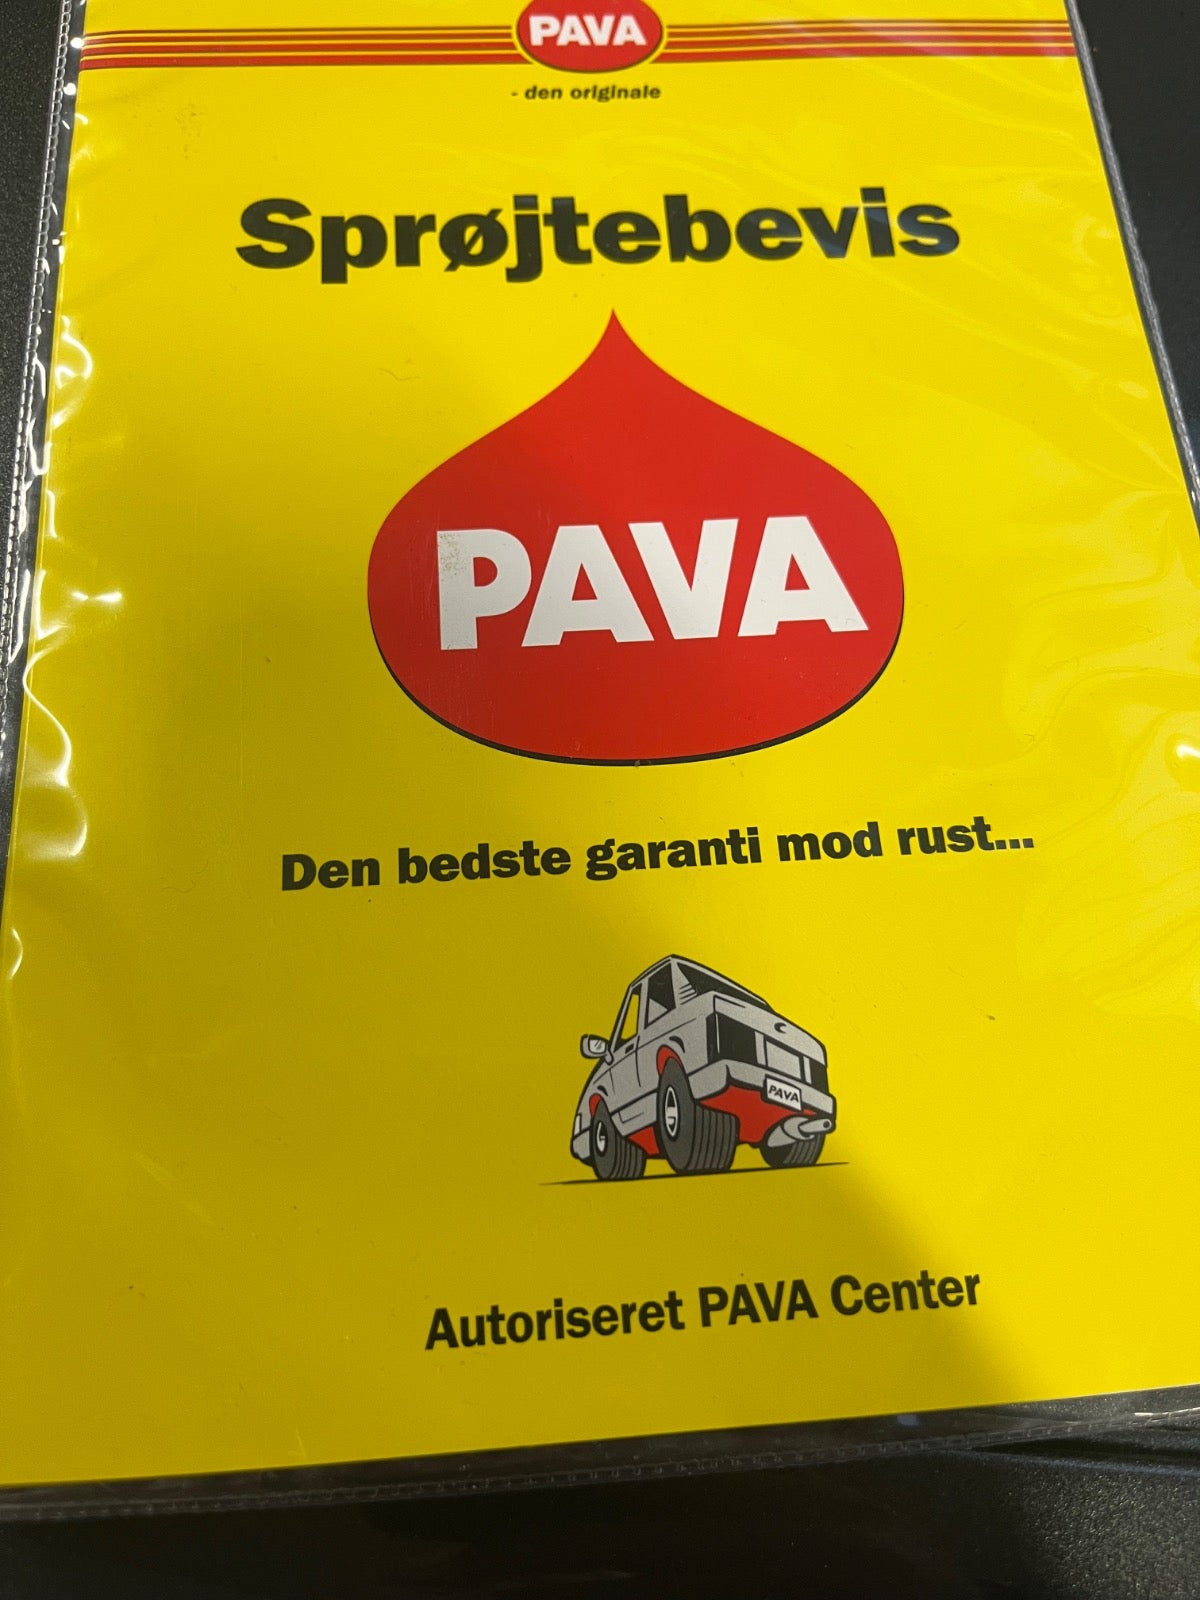 PAVA
- den originale
Sprøjtebevis
PAVA
Den bedste garanti mod rust...
PAVA
Autoriseret PAVA Center